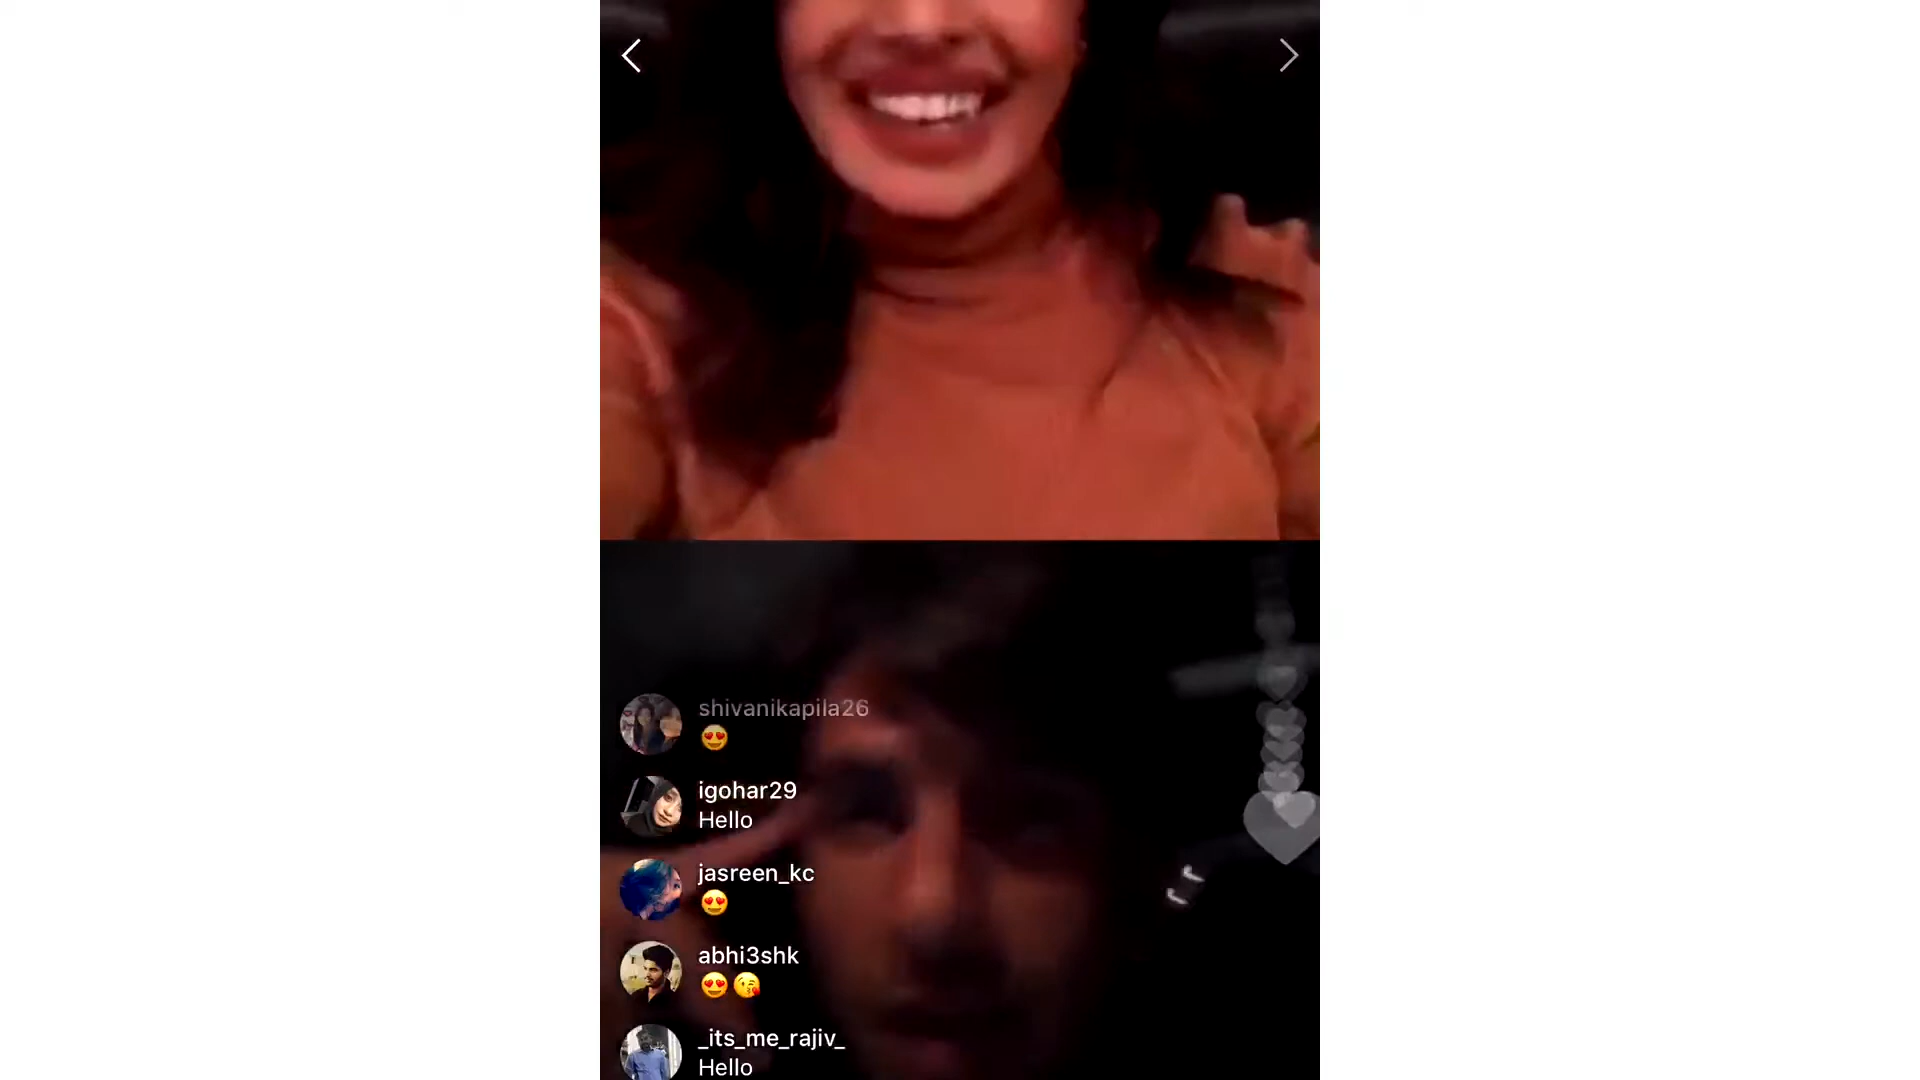 shivanikapila26
😍
igohar29
Hello
jasreen_kc
😍
abhi3shk
😍😘
_its_me_rajiv_
Hello